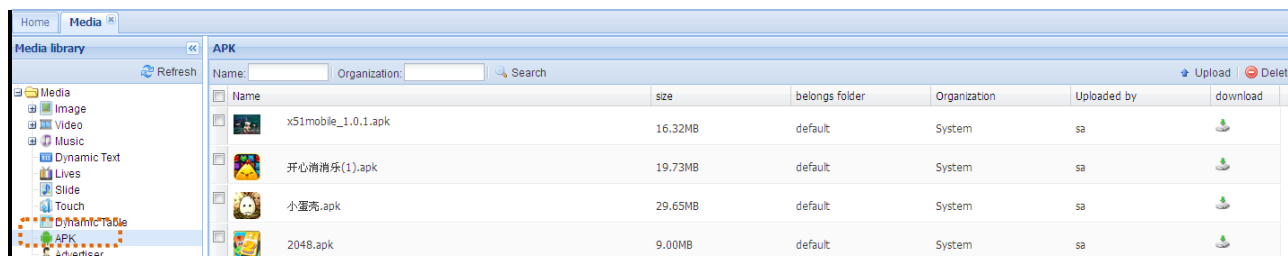 Home Media
Media library APK
Refresh Name: Organization: Search Upload Delet
Media
Image
Video
Music
Dynamic Text
Lives
Slide
Touch
Dynamic Table
APK
Advertiser
Name size belongs folder Organization Uploaded by download
x51mobile_1.0.1.apk 16.32MB default System sa
开心消消乐(1).apk 19.73MB default System sa
小蛋壳.apk 29.65MB default System sa
2048.apk 9.00MB default System sa